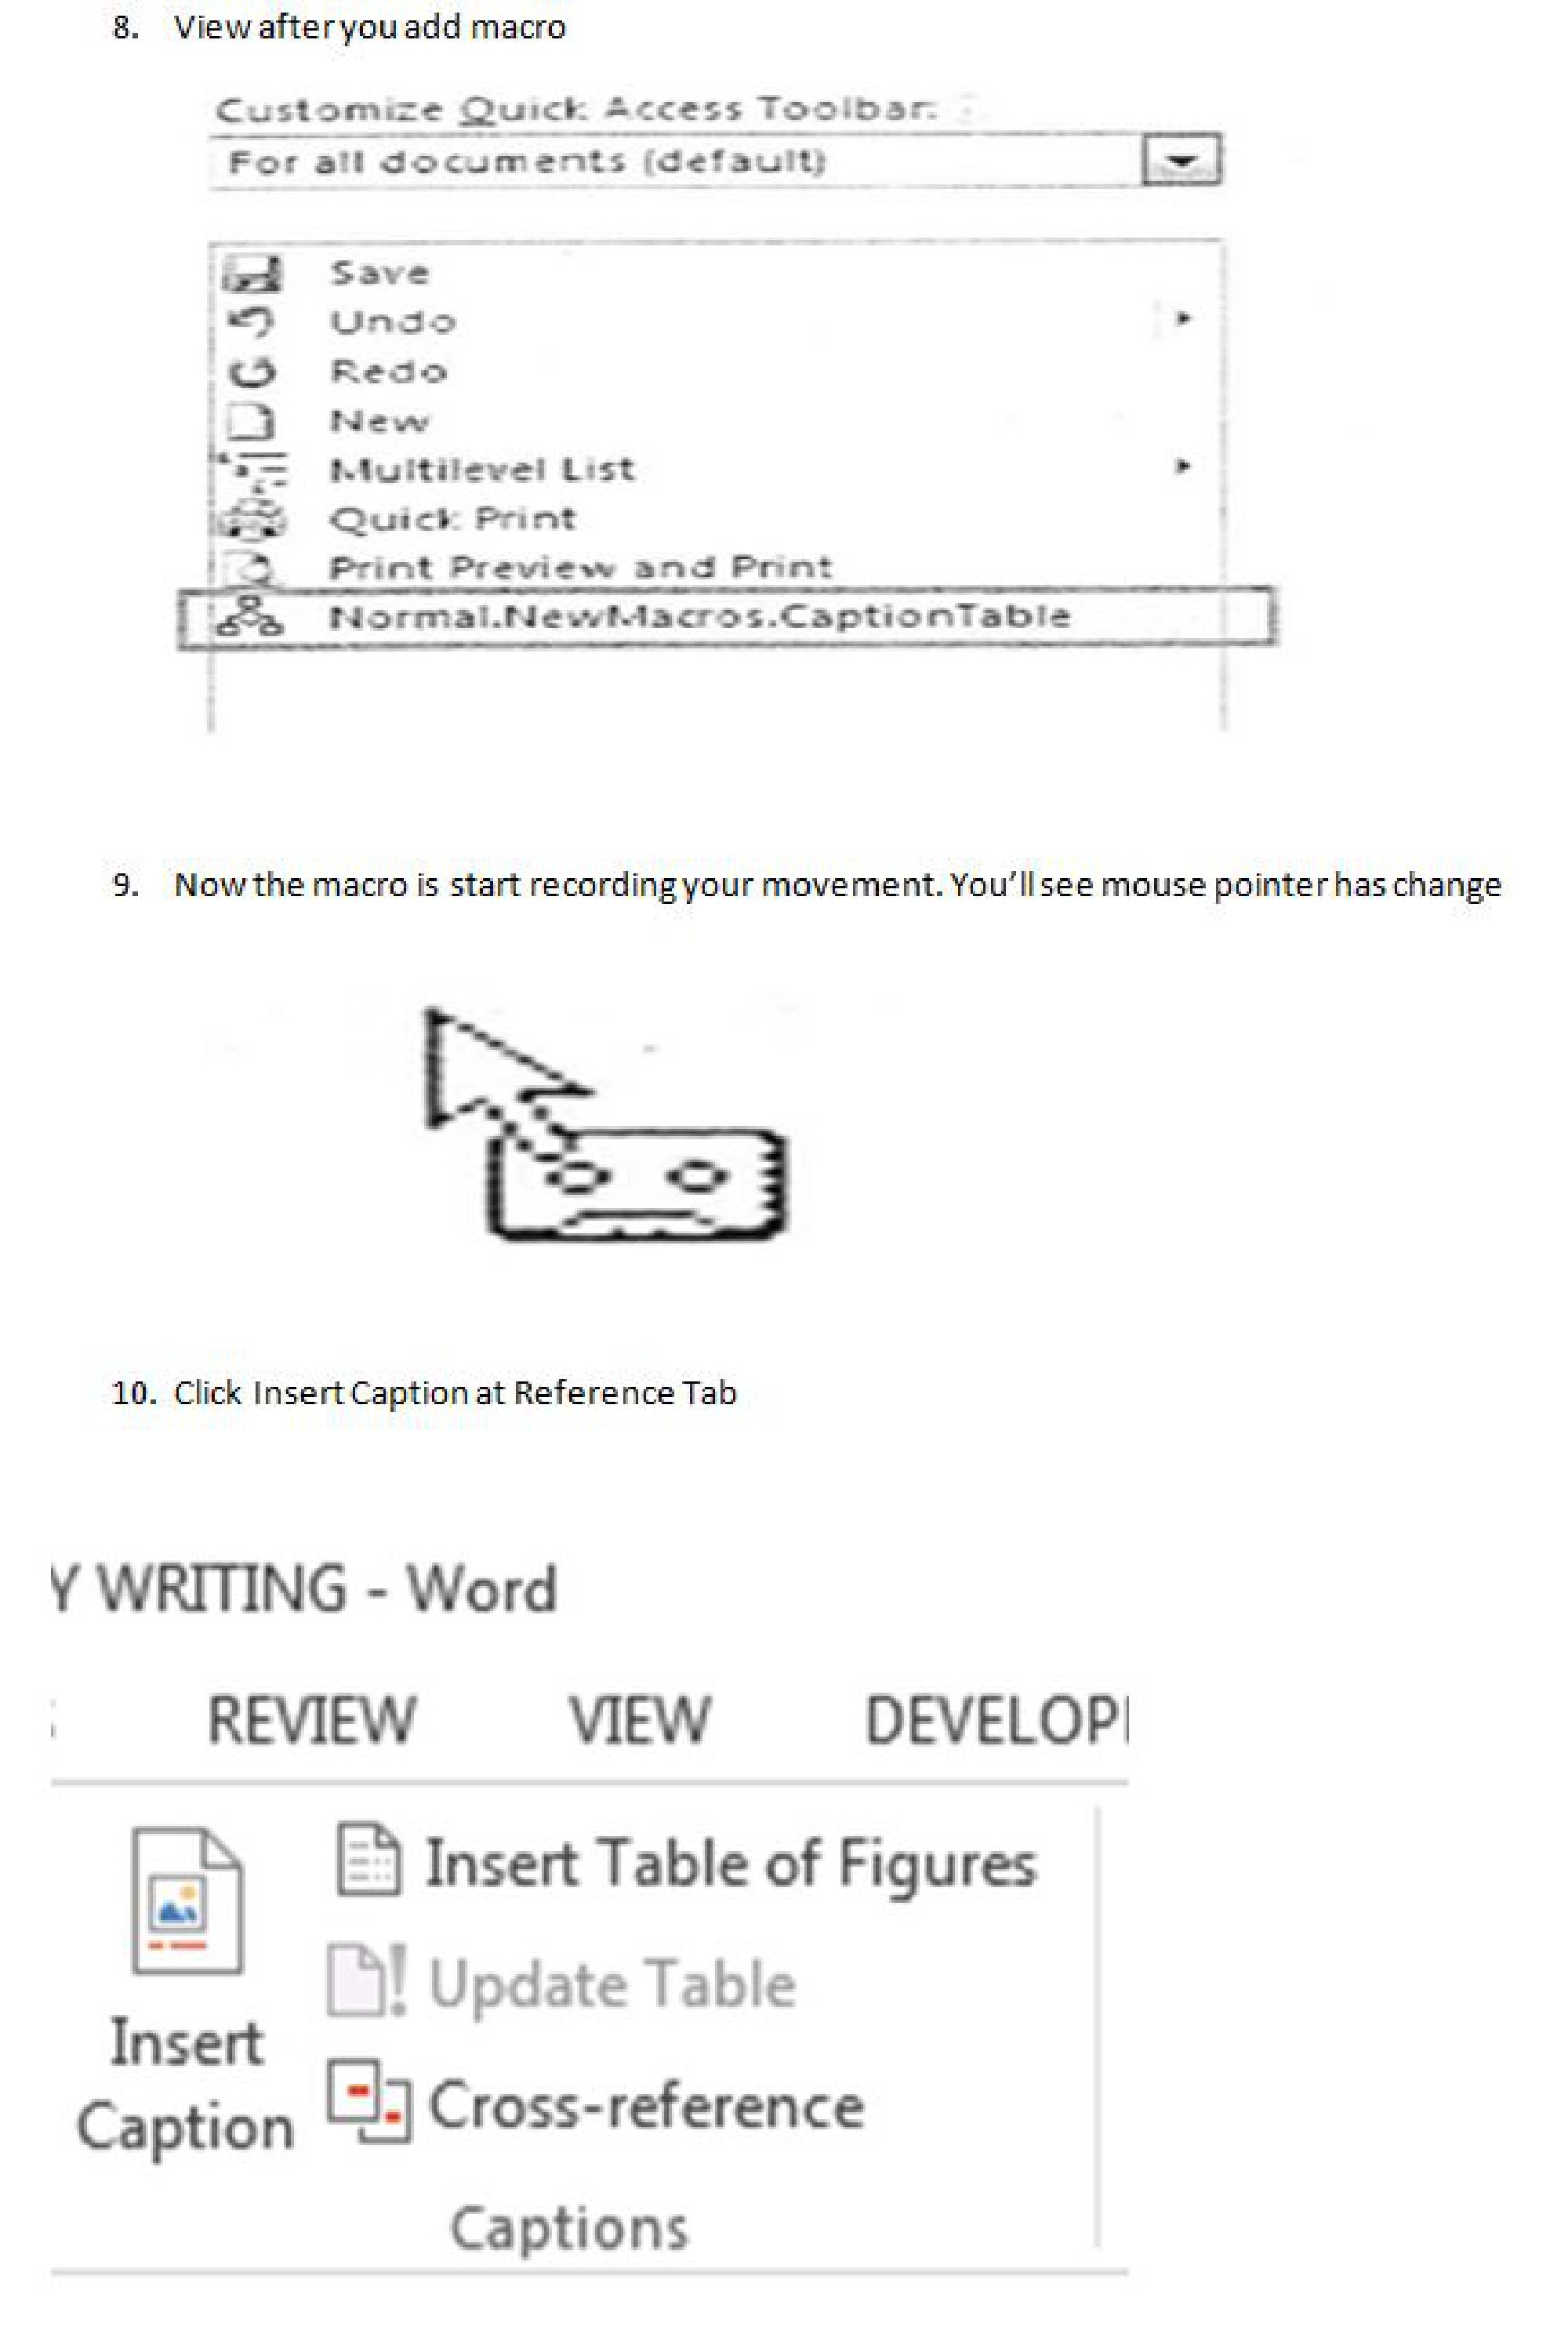 8. View after you add macro
Customize Quick Access Toolbar:
For all documents (default)
Save
Undo
Redo
New
Multilevel List
Quick Print
Print Preview and Print
Normal.NewMacros.CaptionTable
9. Now the macro is start recording your movement. You'll see mouse pointer has change
10. Click Insert Caption at Reference Tab
Y WRITING - Word
REVIEW VIEW DEVELOP
Insert Table of Figures
Update Table
Insert
Caption
Cross-reference
Captions